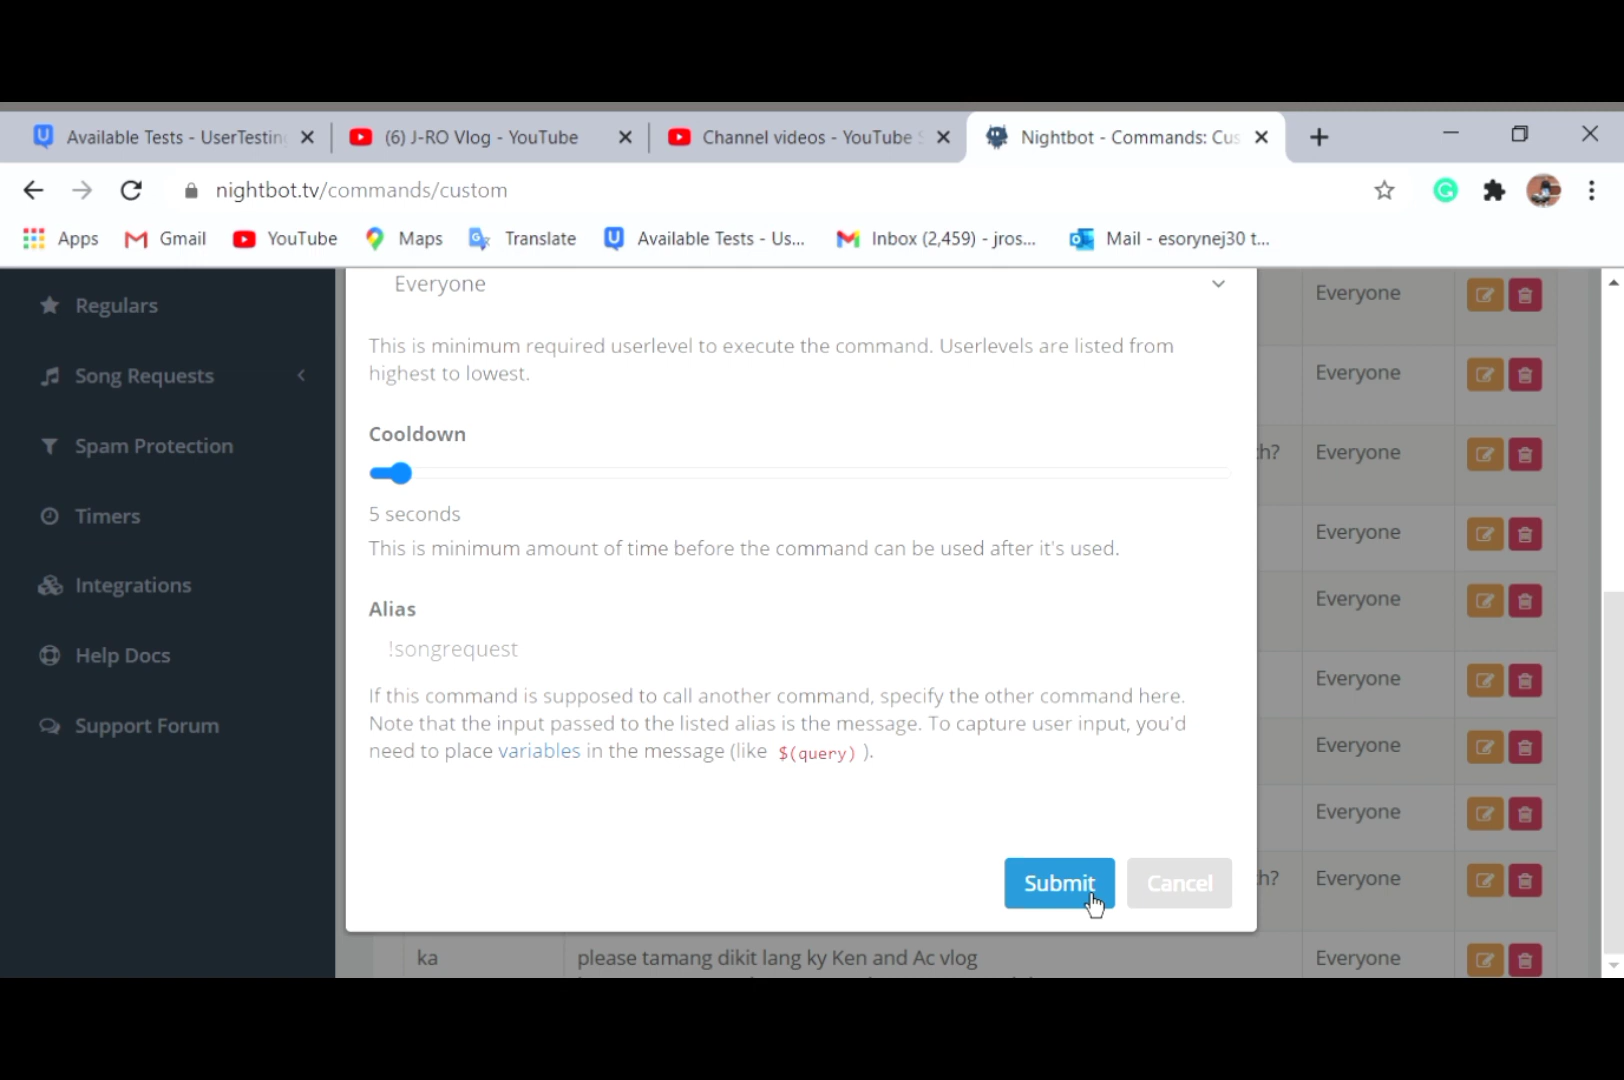 Available Tests - UserTesting
(6) J-RO Vlog - YouTube
Channel videos - YouTube S
Nightbot - Commands: Cus
nightbot.tv/commands/custom
Apps
Gmail
YouTube
Maps
Translate
Available Tests - Us...
Inbox (2,459) - jros...
Mail - esorynej30 t...
Regulars
Song Requests
Spam Protection
Timers
Integrations
Help Docs
Support Forum
Everyone
This is minimum required userlevel to execute the command. Userlevels are listed from
highest to lowest.
Cooldown
5 seconds
This is minimum amount of time before the command can be used after it's used.
Alias
!songrequest
If this command is supposed to call another command, specify the other command here.
Note that the input passed to the listed alias is the message. To capture user input, you'd
need to place variables in the message (like $(query) ).
Submit
Cancel
Everyone
Everyone
h? Everyone
Everyone
Everyone
Everyone
Everyone
Everyone
h? Everyone
ka please tamang dikit lang ky Ken and Ac vlog Everyone